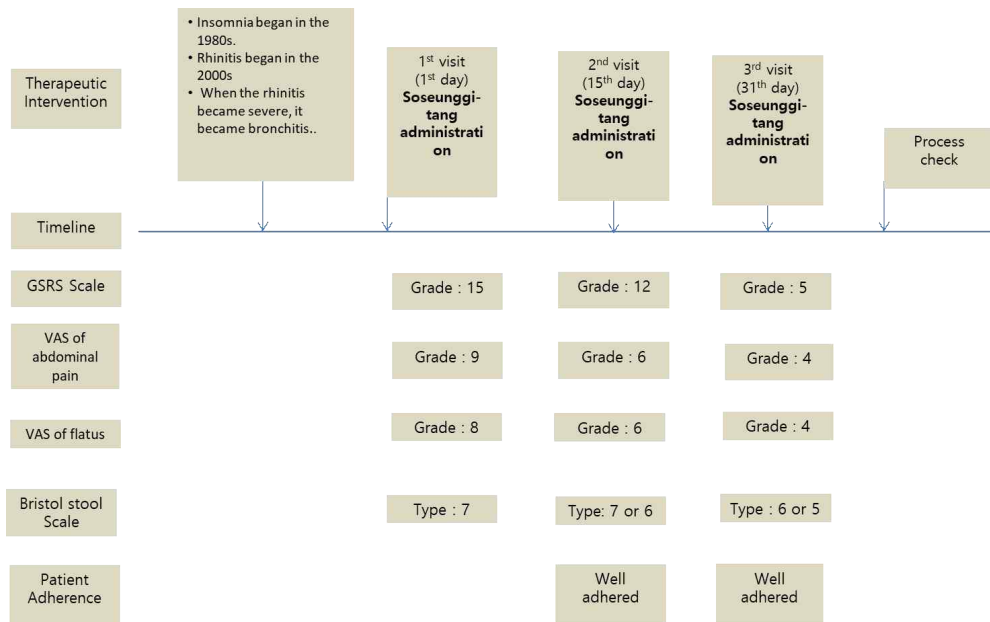 • Insomnia began in the
1980s.
• Rhinitis began in the
2000s
• When the rhinitis
became severe, it
became bronchitis..
Therapeutic
Intervention
1st visit
(1st day)
Soseunggi-
tang
administrati
on
2nd visit
(15th day)
Soseunggi-
tang
administrati
on
3rd visit
(31th day)
Soseunggi-
tang
administrati
on
Process
check
Timeline
GSRS Scale
Grade : 15
Grade : 12
Grade : 5
VAS of
abdominal
pain
Grade : 9
Grade : 6
Grade : 4
VAS of flatus
Grade : 8
Grade : 6
Grade : 4
Bristol stool
Scale
Type : 7
Type: 7 or 6
Type : 6 or 5
Patient
Adherence
Well
adhered
Well
adhered